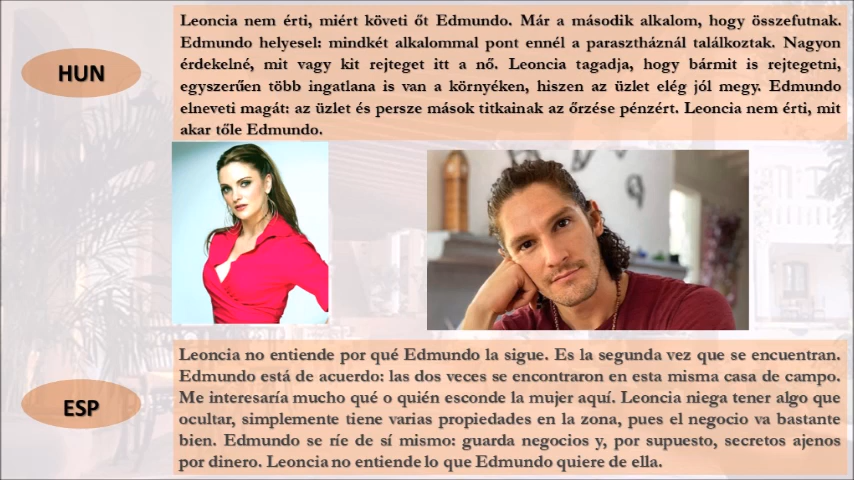 HUN
Leoncia nem érti, miért követi őt Edmundo. Már a második alkalom, hogy összefutnak.
Edmundo helyesel: mindkét alkalommal pont ennél a parasztháznál találkoztak. Nagyon
érdekelné, mit vagy kit rejteget itt a nő. Leoncia tagadja, hogy bármit is rejtegetni,
egyszerűen több ingatlana is van a környéken, hiszen az üzlet elég jól megy. Edmundo
elneveti magát: az üzlet és persze mások titkainak az őrzése pénzért. Leoncia nem érti, mit
akar tőle Edmundo.
ESP
Leoncia no entiende por qué Edmundo la sigue. Es la segunda vez que se encuentran.
Edmundo está de acuerdo: las dos veces se encontraron en esta misma casa de campo.
Me interesaría mucho qué o quién esconde la mujer aquí. Leoncia niega tener algo que
ocultar, simplemente tiene varias propiedades en la zona, pues el negocio va bastante
bien. Edmundo se ríe de sí mismo: guarda negocios y, por supuesto, secretos ajenos
por dinero. Leoncia no entiende lo que Edmundo quiere de ella.